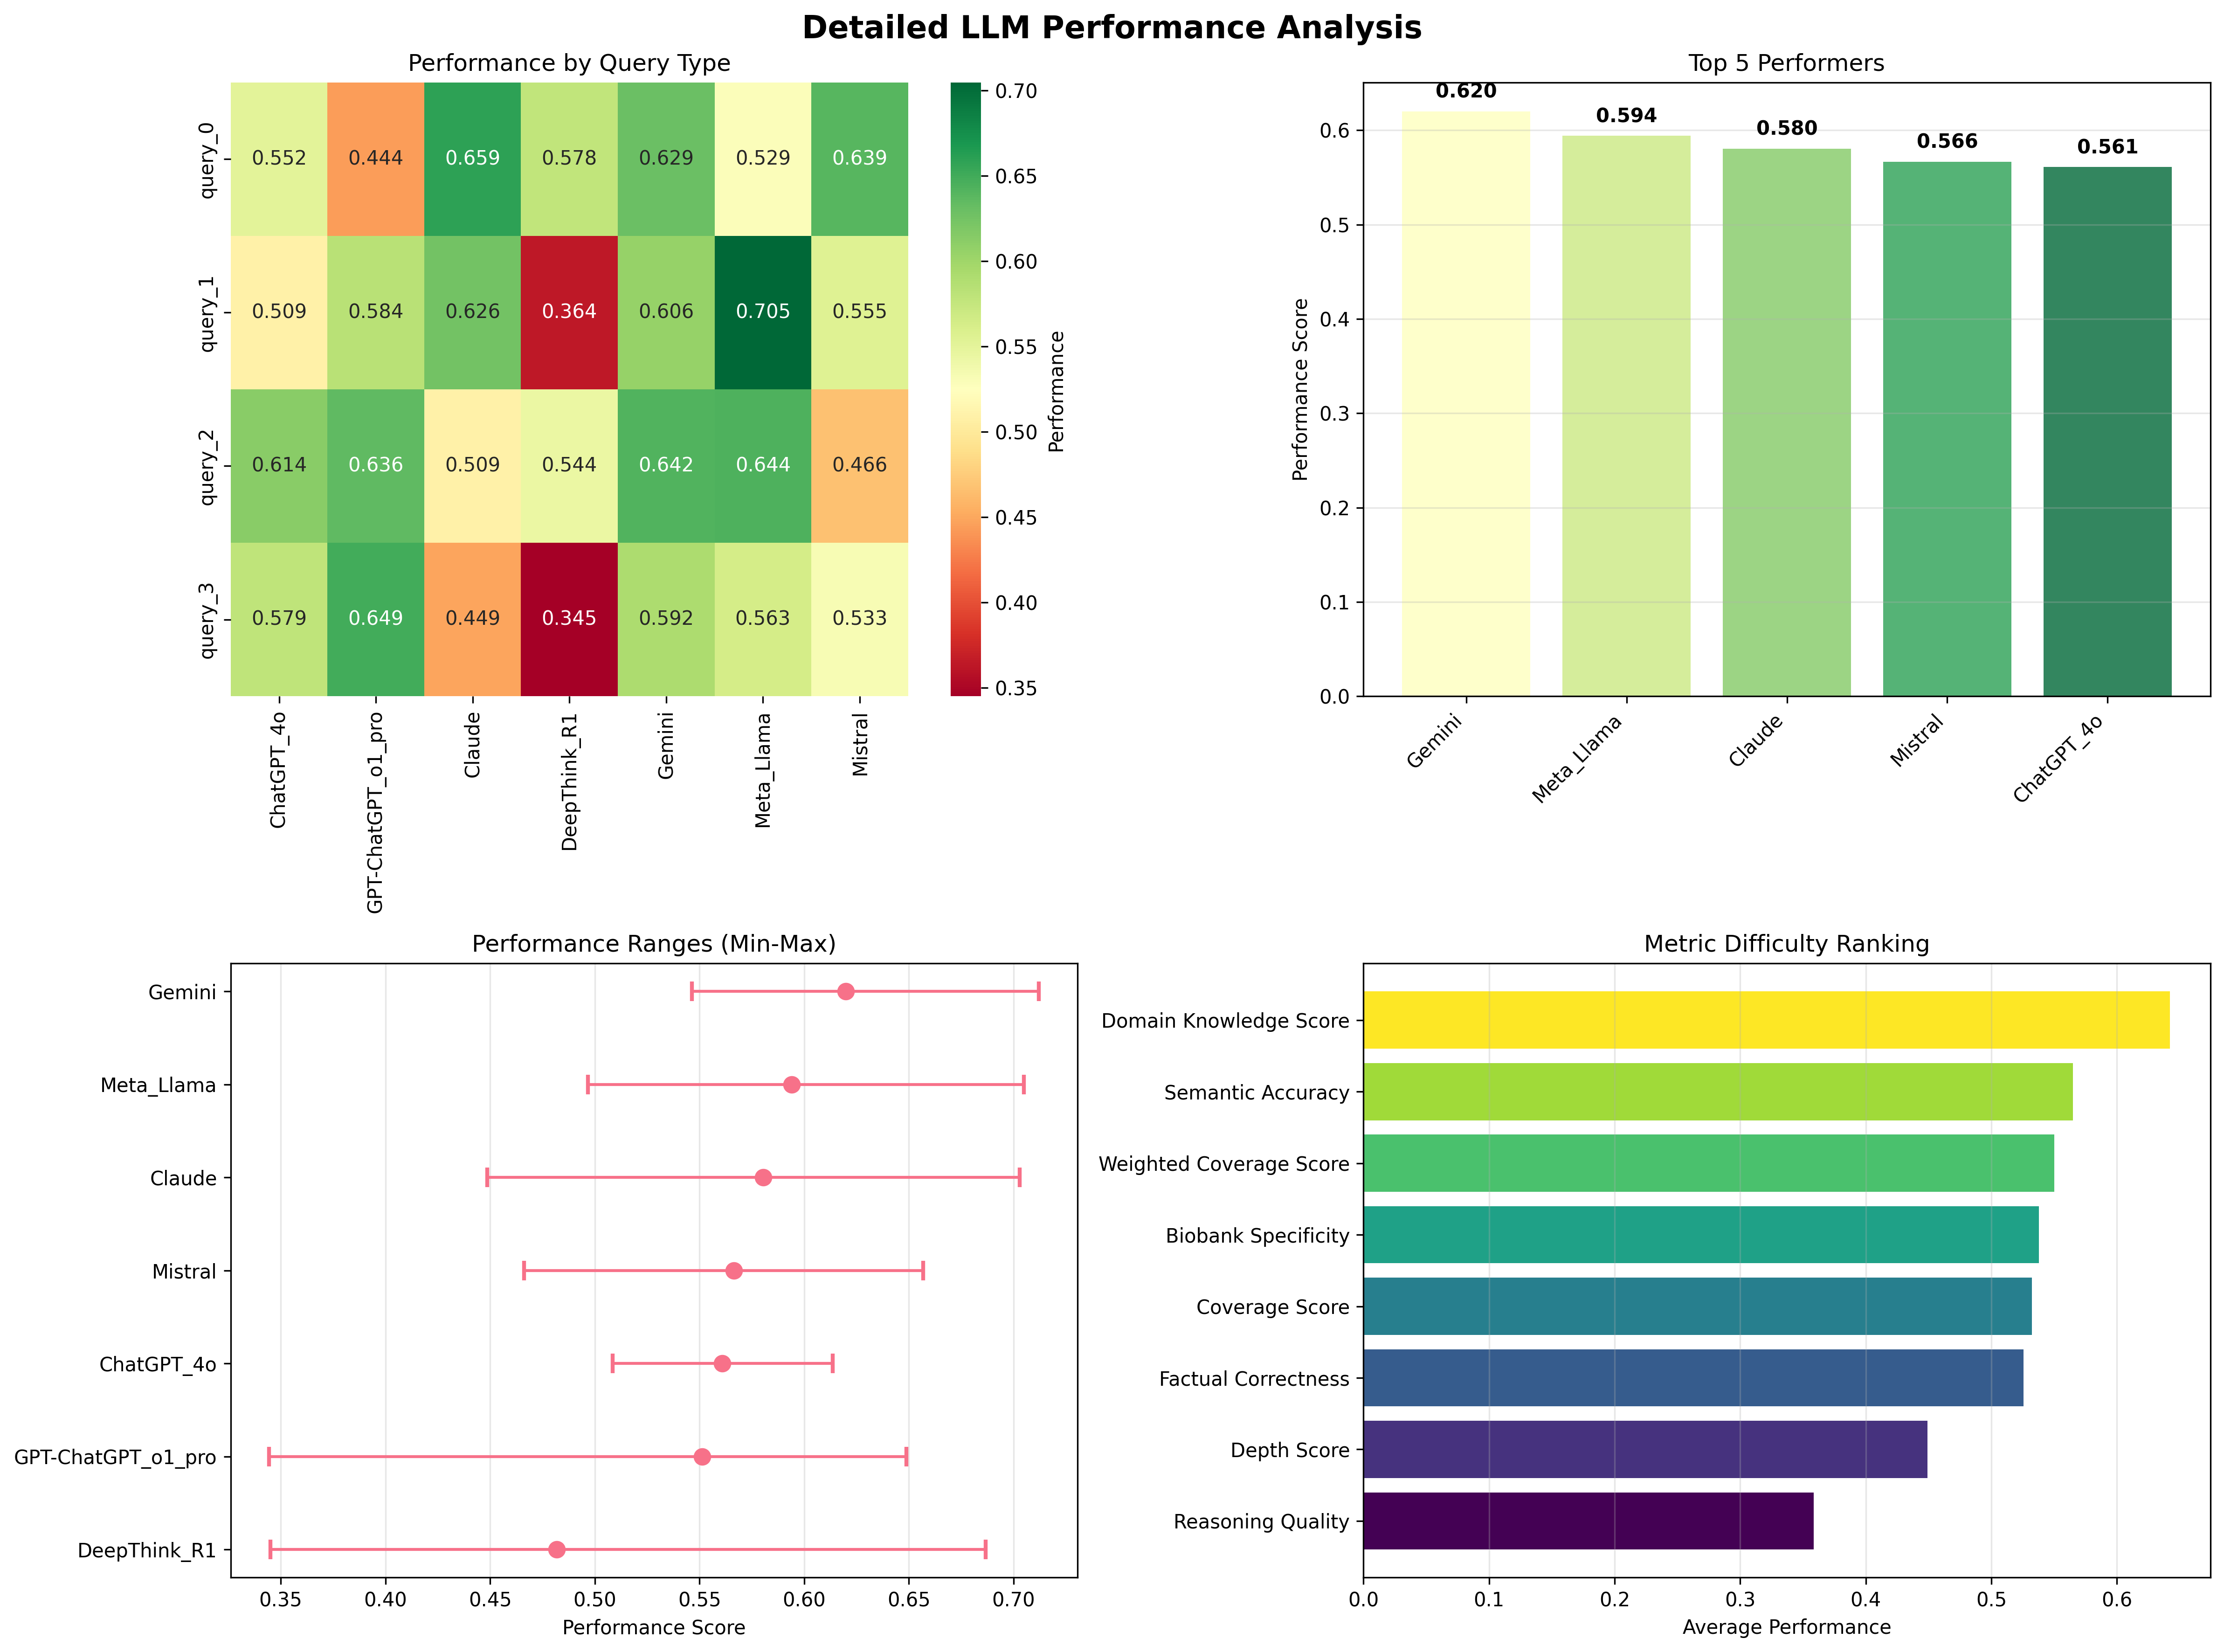 Detailed LLM Performance Analysis
Performance by Query Type
query_0
0.552 0.444 0.659 0.578 0.629 0.529 0.639
query_1
0.509 0.584 0.626 0.364 0.606 0.705 0.555
query_2
0.614 0.636 0.509 0.544 0.642 0.644 0.466
query_3
0.579 0.649 0.449 0.345 0.592 0.563 0.533
ChatGPT_4o
GPT-ChatGPT_o1_pro
Claude
DeepThink_R1
Gemini
Meta_Llama
Mistral
0.70
0.65
0.60
0.55
0.50
0.45
0.40
0.35
Performance
Top 5 Performers
Performance Score
0.6
0.5
0.4
0.3
0.2
0.1
0.0
0.620
0.594
0.580
0.566
0.561
Gemini
Meta_Llama
Claude
Mistral
ChatGPT_4o
Performance Ranges (Min-Max)
Gemini
Meta_Llama
Claude
Mistral
ChatGPT_4o
GPT-ChatGPT_o1_pro
DeepThink_R1
0.35 0.40 0.45 0.50 0.55 0.60 0.65 0.70
Performance Score
Metric Difficulty Ranking
Domain Knowledge Score
Semantic Accuracy
Weighted Coverage Score
Biobank Specificity
Coverage Score
Factual Correctness
Depth Score
Reasoning Quality
0.0 0.1 0.2 0.3 0.4 0.5 0.6
Average Performance